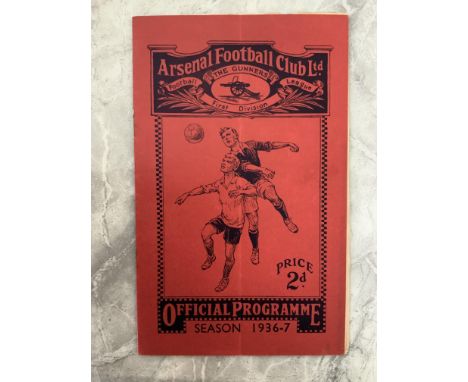 Arsenal Football Club Ltd.
THE GUNNERS
Football League
First Division
PRICE
2d.
OFFICIAL PROGRAMME
SEASON 1936-7